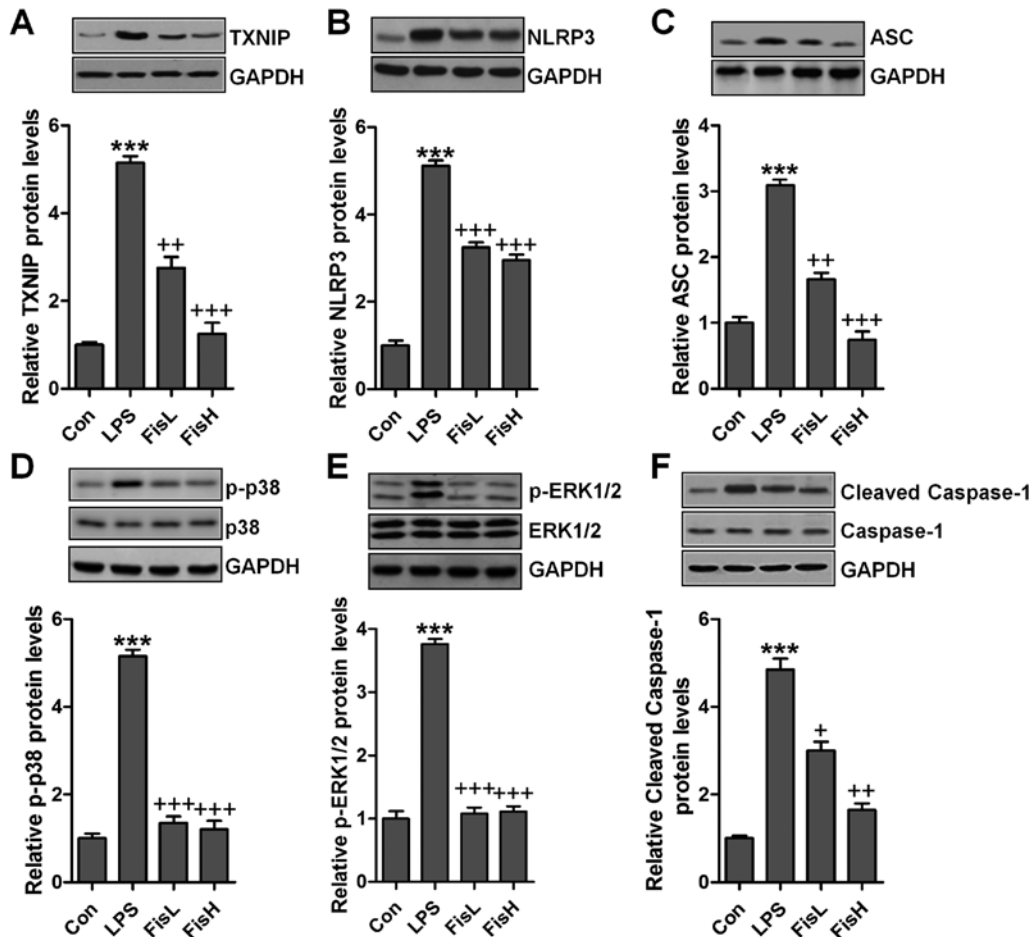 A
TXNIP
GAPDH
Relative TXNIP protein levels
6
4
2
0
***
++
+++
Con
LPS
FisL
FisH
B
NLRP3
GAPDH
Relative NLRP3 protein levels
6
4
2
0
***
+++
+++
Con
LPS
FisL
FisH
C
ASC
GAPDH
Relative ASC protein levels
4
3
2
1
0
***
++
+++
Con
LPS
FisL
FisH
D
p-p38
p38
GAPDH
Relative p-p38 protein levels
6
4
2
0
***
+++
+++
Con
LPS
FisL
FisH
E
p-ERK1/2
ERK1/2
GAPDH
Relative p-ERK1/2 protein levels
4
3
2
1
0
***
+++
+++
Con
LPS
FisL
FisH
F
Cleaved Caspase-1
Caspase-1
GAPDH
Relative Cleaved Caspase-1
protein levels
6
4
2
0
***
+
++
Con
LPS
FisL
FisH